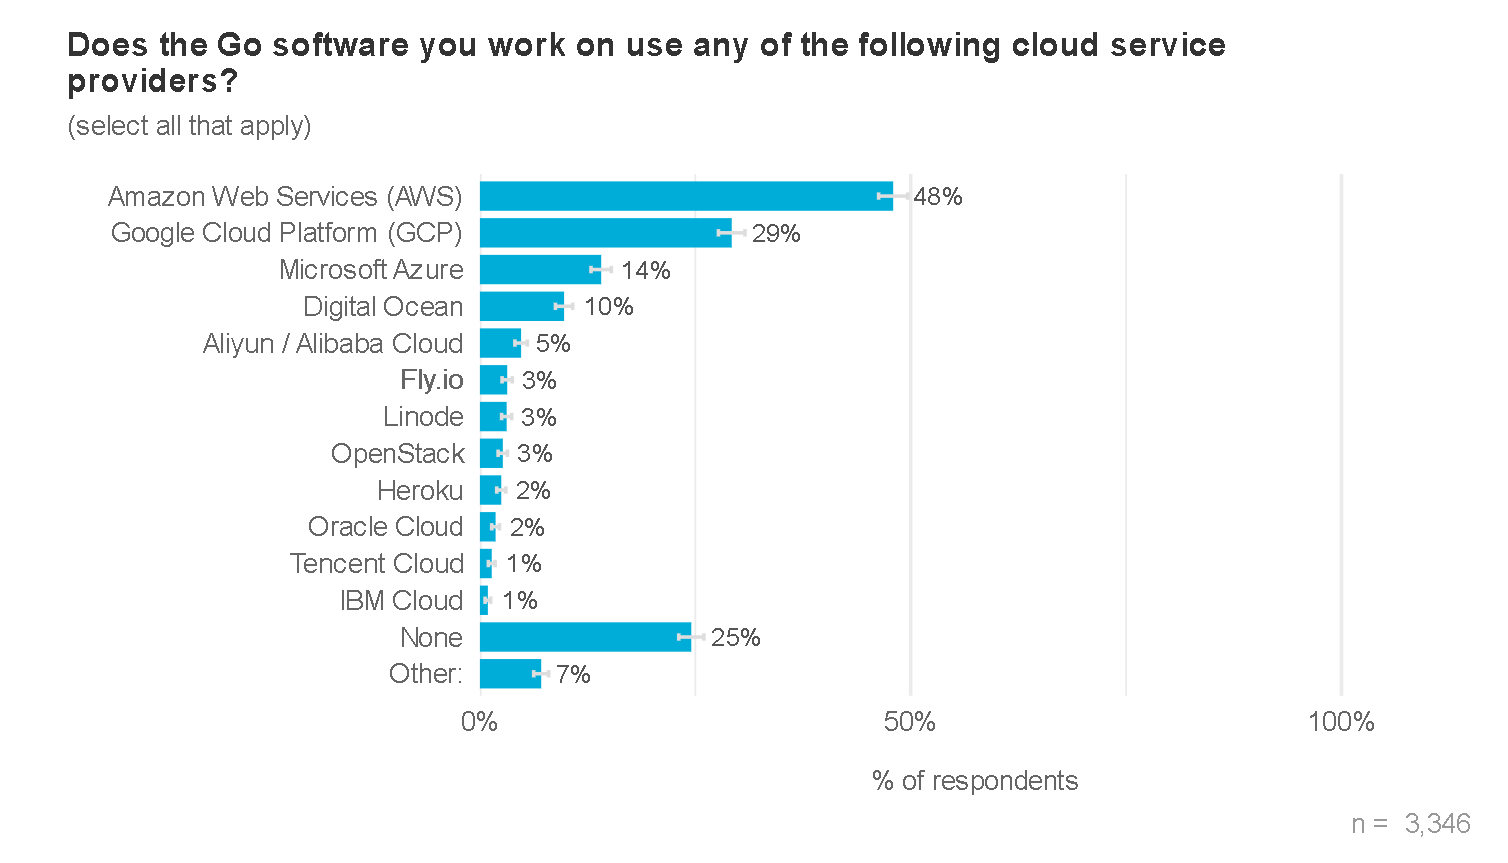 Does the Go software you work on use any of the following cloud service
providers?
(select all that apply)
Amazon Web Services (AWS) 48%
Google Cloud Platform (GCP) 29%
Microsoft Azure 14%
Digital Ocean 10%
Aliyun / Alibaba Cloud 5%
Fly.io 3%
Linode 3%
OpenStack 3%
Heroku 2%
Oracle Cloud 2%
Tencent Cloud 1%
IBM Cloud 1%
None 25%
Other: 7%
0% 50% 100%
% of respondents
n = 3,346